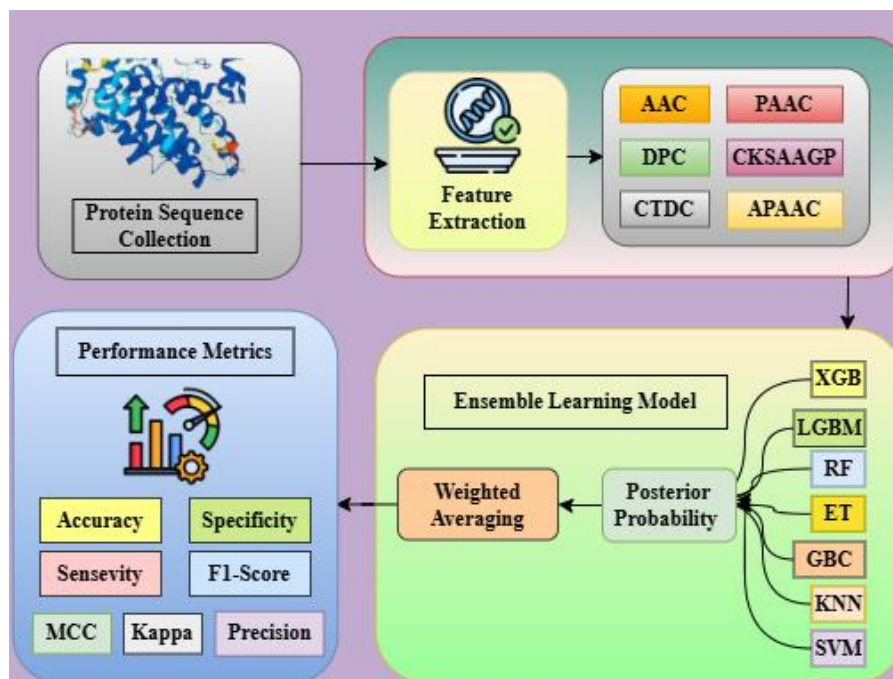 Protein Sequence
Collection
Feature
Extraction
AAC
PAAC
DPC
CKSAAGP
CTDC
APAAC
Performance Metrics
Accuracy
Specificity
Sensevity
F1-Score
MCC
Kappa
Precision
Ensemble Learning Model
Weighted
Averaging
Posterior
Probability
XGB
LGBM
RF
ET
GBC
KNN
SVM